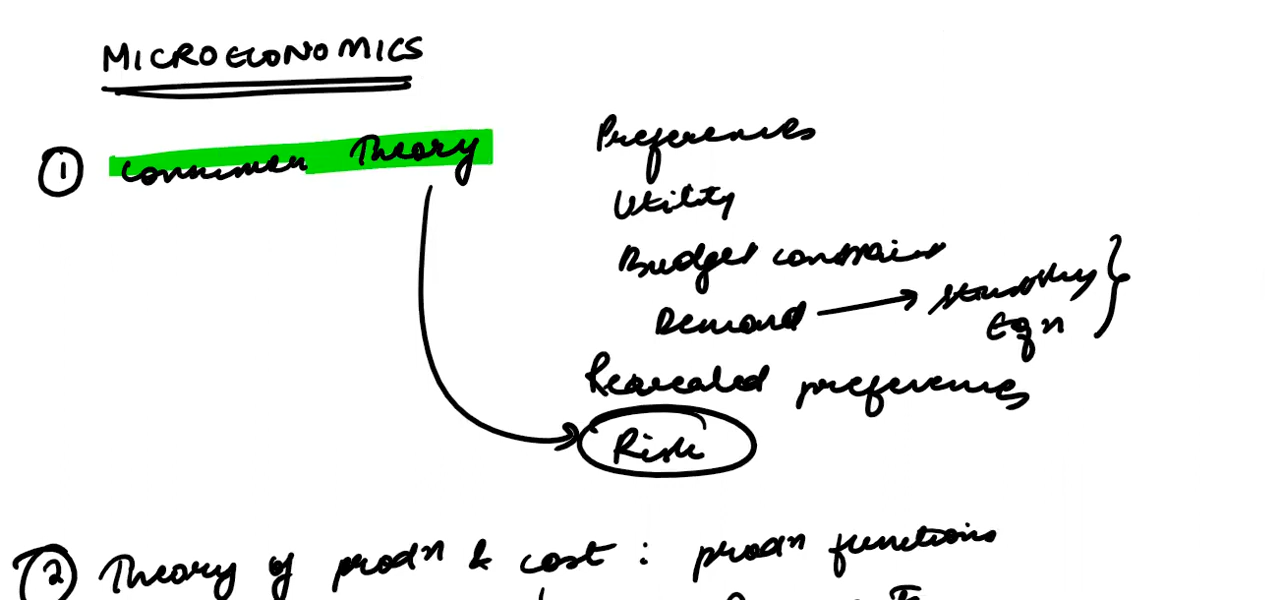 MICROECONOMICS
① Consumer Theory
Preferences
Utility
Budget constraint
Demand → Eqn
Revealed preferences
Risk
② Theory of prodn & cost : prodn functions